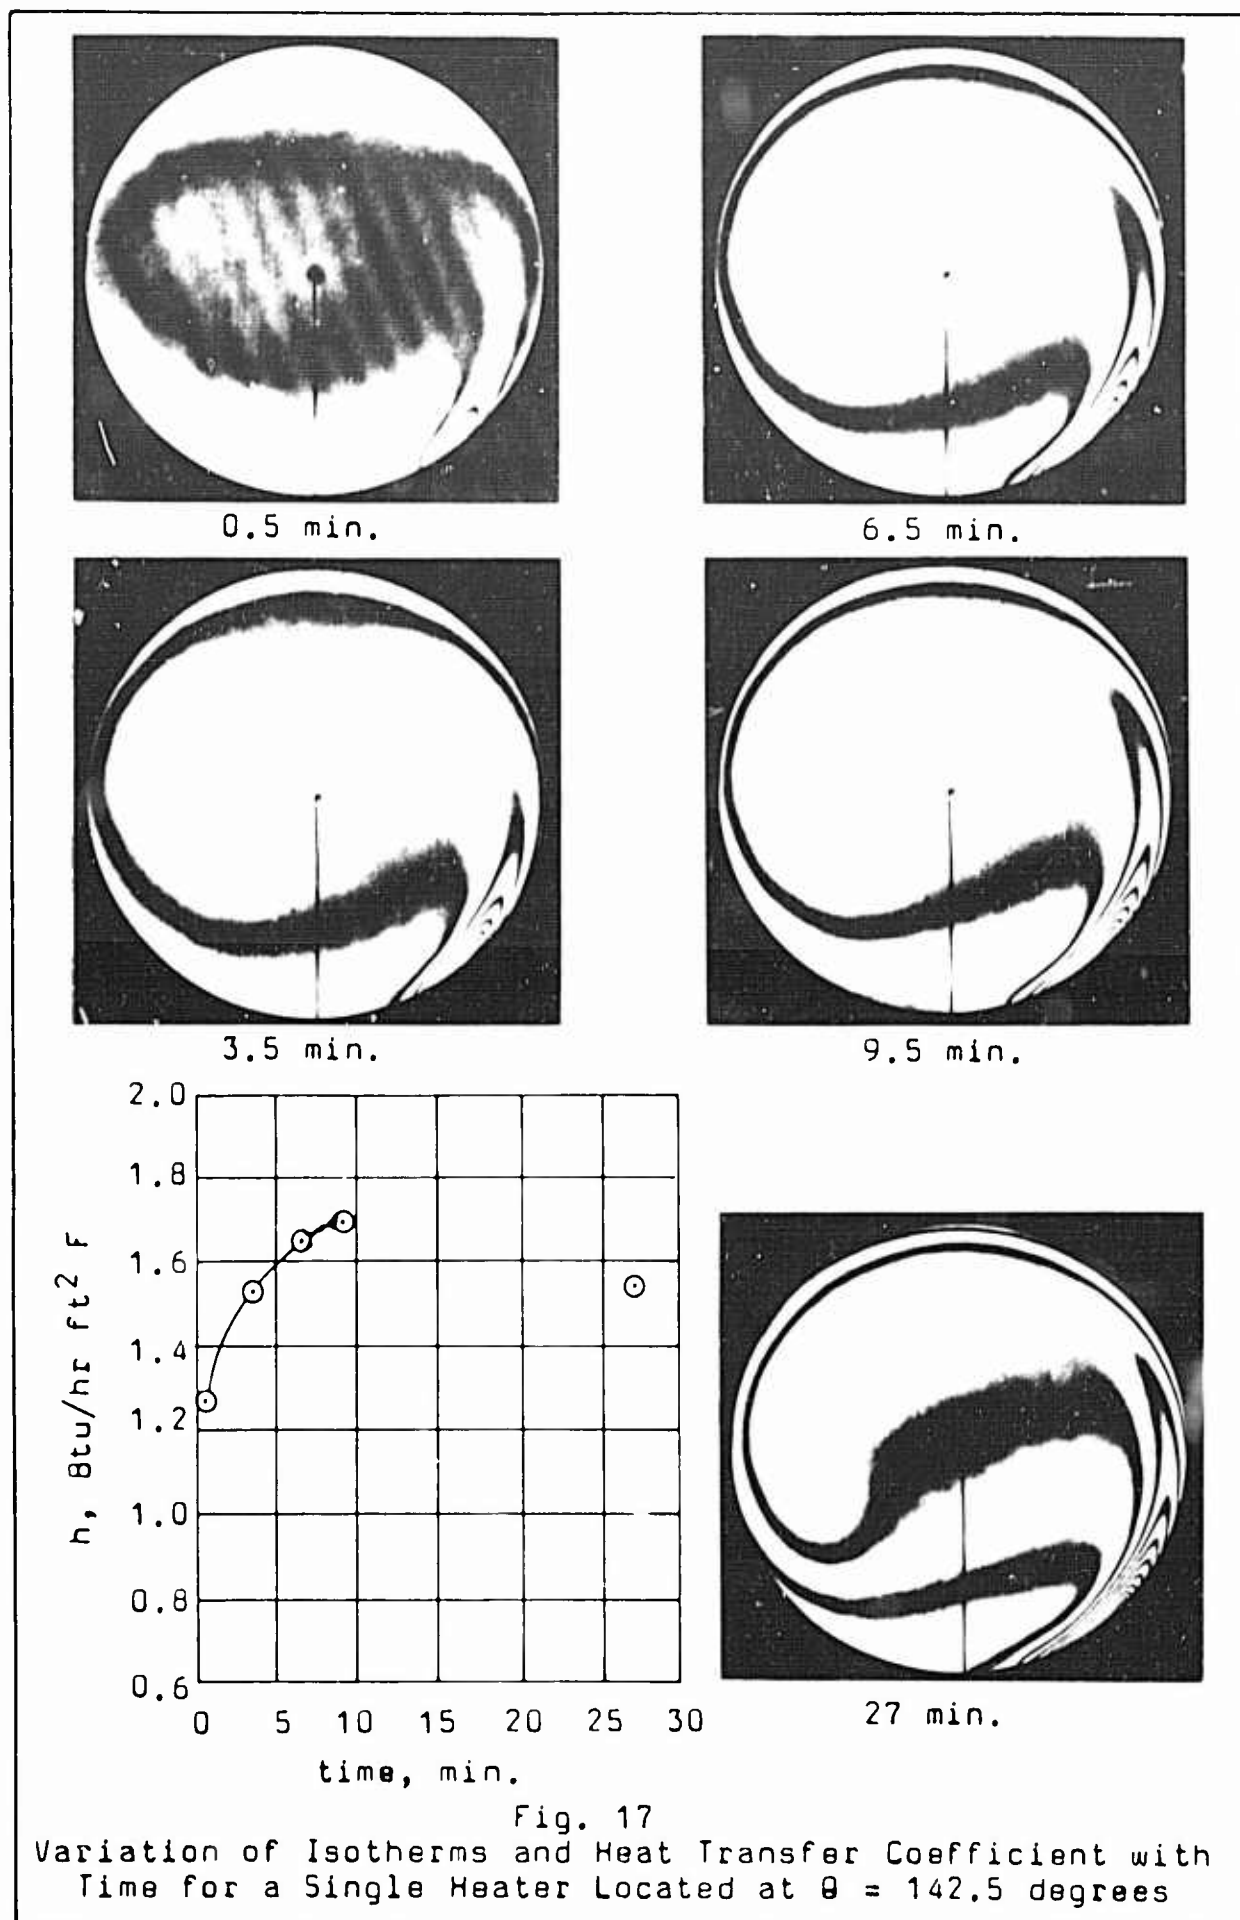 0.5 min.
6.5 min.
3.5 min.
9.5 min.
2.0
1.8
1.6
1.4
1.2
1.0
0.8
0.6
h, Btu/hr ft² F
0 5 10 15 20 25 30
time, min.
27 min.
Fig. 17
Variation of Isotherms and Heat Transfer Coefficient with
Time for a Single Heater Located at θ = 142.5 degrees